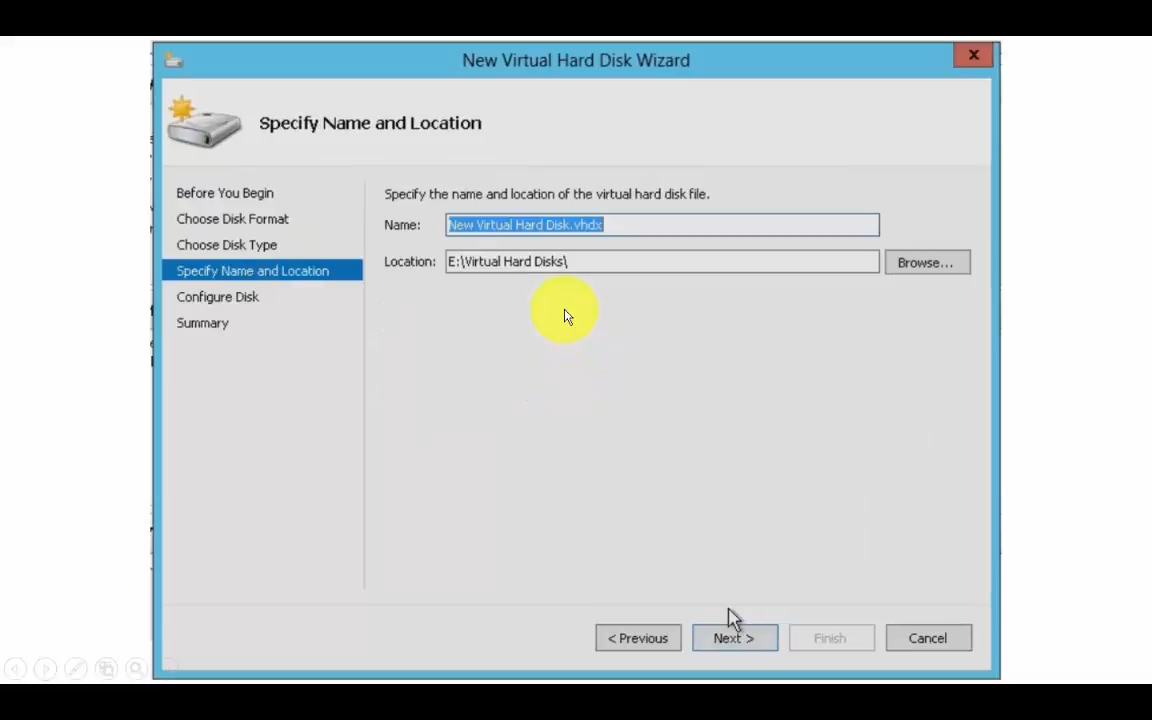 New Virtual Hard Disk Wizard
Specify Name and Location
Before You Begin
Choose Disk Format
Choose Disk Type
Specify Name and Location
Configure Disk
Summary
Specify the name and location of the virtual hard disk file.
Name: New Virtual Hard Disk.vhdx
Location: E:\Virtual Hard Disks\ Browse...
< Previous Next > Finish Cancel